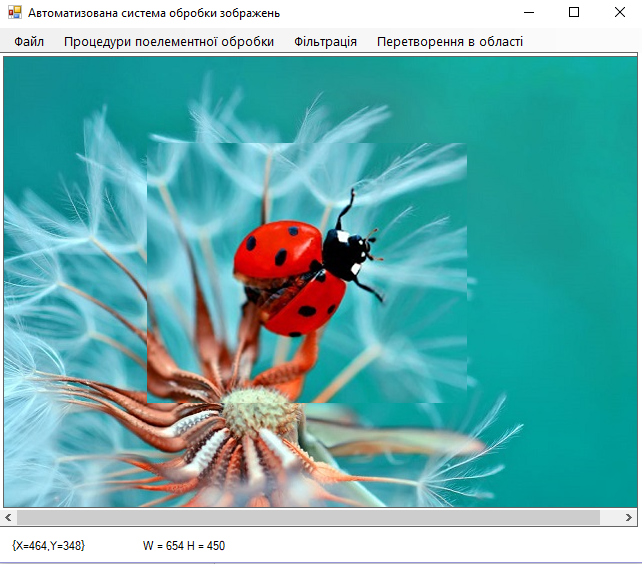 Автоматизована система обробки зображень
Файл Процедури поелементної обробки Фільтрація Перетворення в області
{X=464,Y=348} W = 654 H = 450